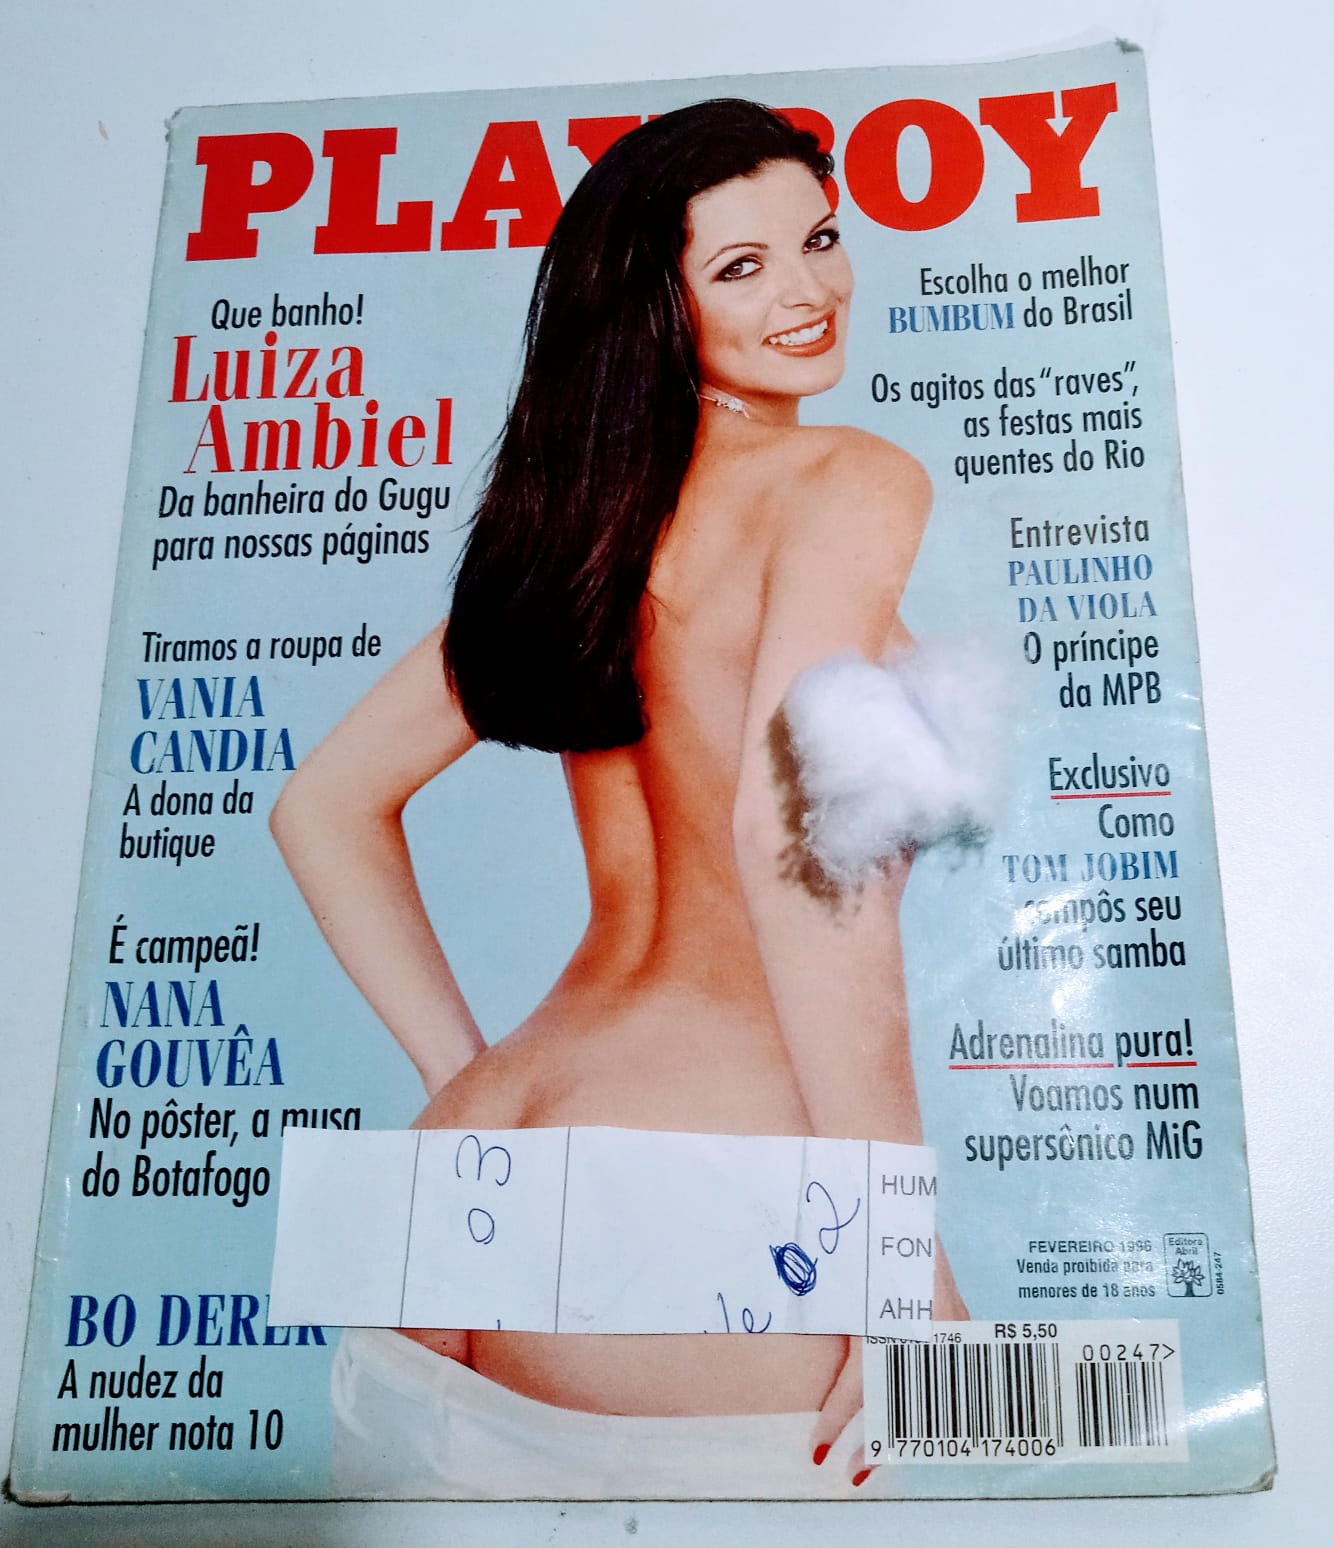 PLAYBOY
Que banho!
Luiza
Ambiel
Da banheira do Gugu
para nossas páginas
Tiramos a roupa de
VANIA
CANDIA
A dona da
butique
É campeã!
NANA
GOUVÊA
No pôster, a musa
do Botafogo
BO DEREK
A nudez da
mulher nota 10
Escolha o melhor
BUMBUM do Brasil
Os agitos das "raves",
as festas mais
quentes do Rio
Entrevista
PAULINHO
DA VIOLA
O príncipe
da MPB
Exclusivo
Como
TOM JOBIM
compôs seu
último samba
Adrenalina pura!
Voamos num
supersônico MiG
03
02
HUM
FON
AHH
FEVEREIRO 1996
Venda proibida para
menores de 18 anos
Editora
Abril
0584-247
1746
R$ 5,50
00247>
9 770104 174006